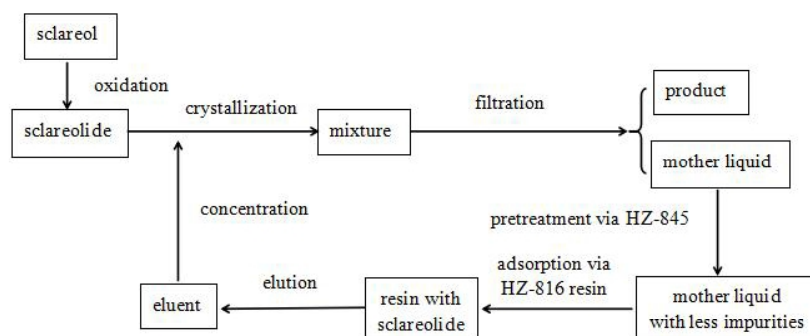 sclareol
oxidation
sclareolide
crystallization
mixture
filtration
product
mother liquid
pretreatment via HZ-845
mother liquid
with less impurities
adsorption via
HZ-816 resin
resin with
sclareolide
elution
eluent
concentration